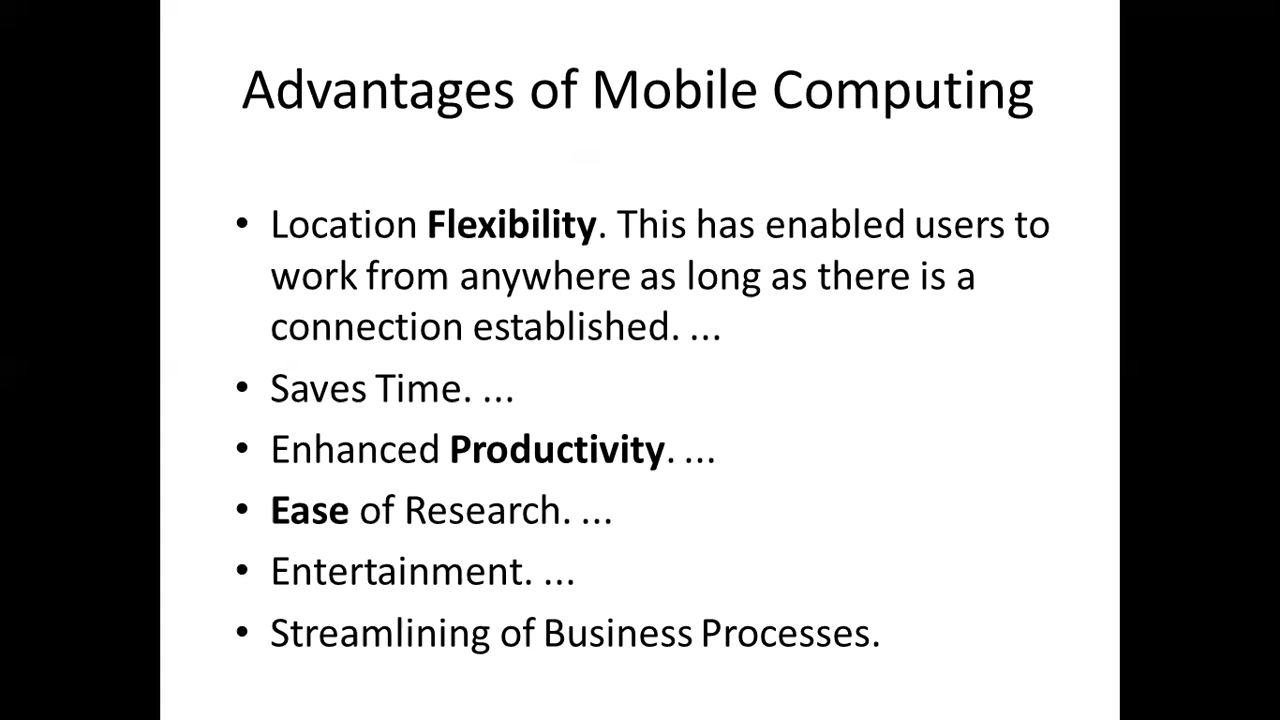 Advantages of Mobile Computing
• Location Flexibility. This has enabled users to
work from anywhere as long as there is a
connection established. ...
• Saves Time. ...
• Enhanced Productivity. ...
• Ease of Research. ...
• Entertainment. ...
• Streamlining of Business Processes.